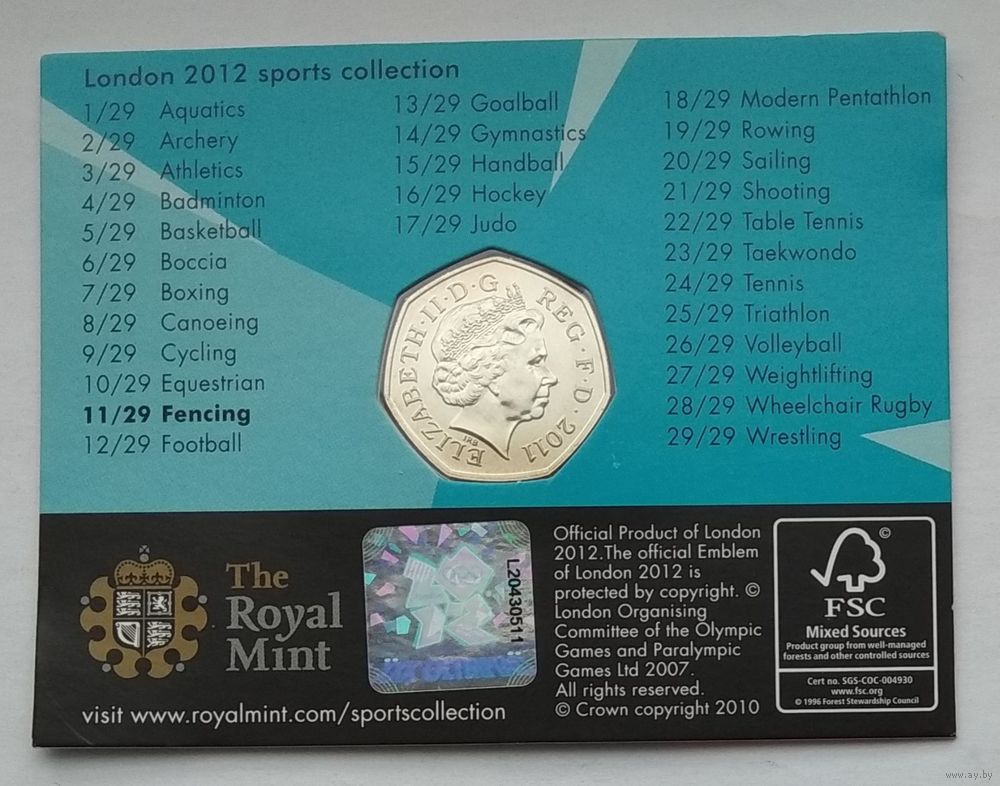 London 2012 sports collection
1/29 Aquatics
2/29 Archery
3/29 Athletics
4/29 Badminton
5/29 Basketball
6/29 Boccia
7/29 Boxing
8/29 Canoeing
9/29 Cycling
10/29 Equestrian
11/29 Fencing
12/29 Football
13/29 Goalball
14/29 Gymnastics
15/29 Handball
16/29 Hockey
17/29 Judo
18/29 Modern Pentathlon
19/29 Rowing
20/29 Sailing
21/29 Shooting
22/29 Table Tennis
23/29 Taekwondo
24/29 Tennis
25/29 Triathlon
26/29 Volleyball
27/29 Weightlifting
28/29 Wheelchair Rugby
29/29 Wrestling
ELIZABETH·II·D·G REG·F·D·2011
IRB
The
Royal
Mint
visit www.royalmint.com/sportscollection
L20430511
Official Product of London
2012.The official Emblem
of London 2012 is
protected by copyright. ©
London Organising
Committee of the Olympic
Games and Paralympic
Games Ltd 2007.
All rights reserved.
© Crown copyright 2010
©
FSC
Mixed Sources
Product group from well-managed
forests and other controlled sources
Cert no. SGS-COC-004930
www.fsc.org
© 1996 Forest Stewardship Council
www.ay.by